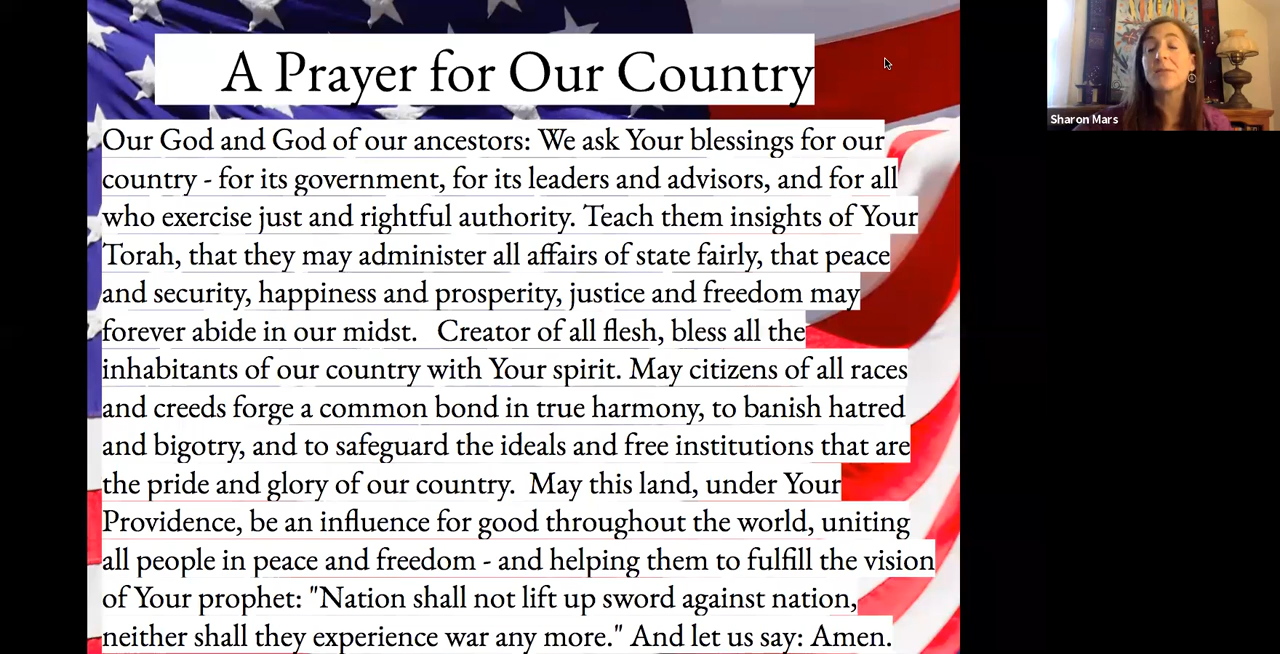 A Prayer for Our Country
Our God and God of our ancestors: We ask Your blessings for our
country - for its government, for its leaders and advisors, and for all
who exercise just and rightful authority. Teach them insights of Your
Torah, that they may administer all affairs of state fairly, that peace
and security, happiness and prosperity, justice and freedom may
forever abide in our midst.   Creator of all flesh, bless all the
inhabitants of our country with Your spirit. May citizens of all races
and creeds forge a common bond in true harmony, to banish hatred
and bigotry, and to safeguard the ideals and free institutions that are
the pride and glory of our country.  May this land, under Your
Providence, be an influence for good throughout the world, uniting
all people in peace and freedom - and helping them to fulfill the vision
of Your prophet: "Nation shall not lift up sword against nation,
neither shall they experience war any more." And let us say: Amen.
Sharon Mars